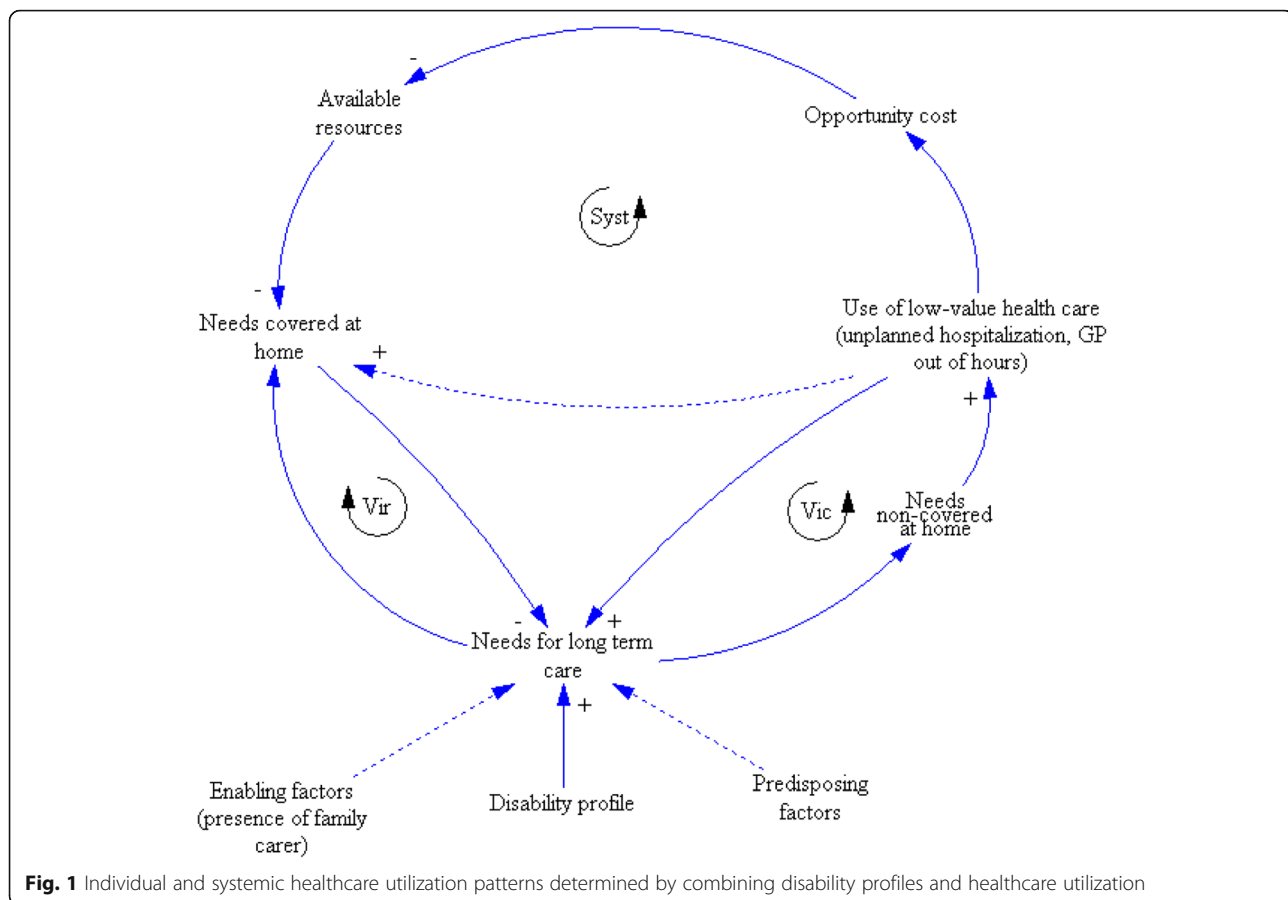 -
Available
resources
Opportunity cost
Syst
-
Needs covered at
home
+
Use of low-value health care
(unplanned hospitalization, GP
out of hours)
+
Vir
Vic
Needs
non-covered
at home
-
+
Needs for long term
care
+
Enabling factors
(presence of family
carer)
Disability profile
Predisposing
factors
Fig. 1 Individual and systemic healthcare utilization patterns determined by combining disability profiles and healthcare utilization